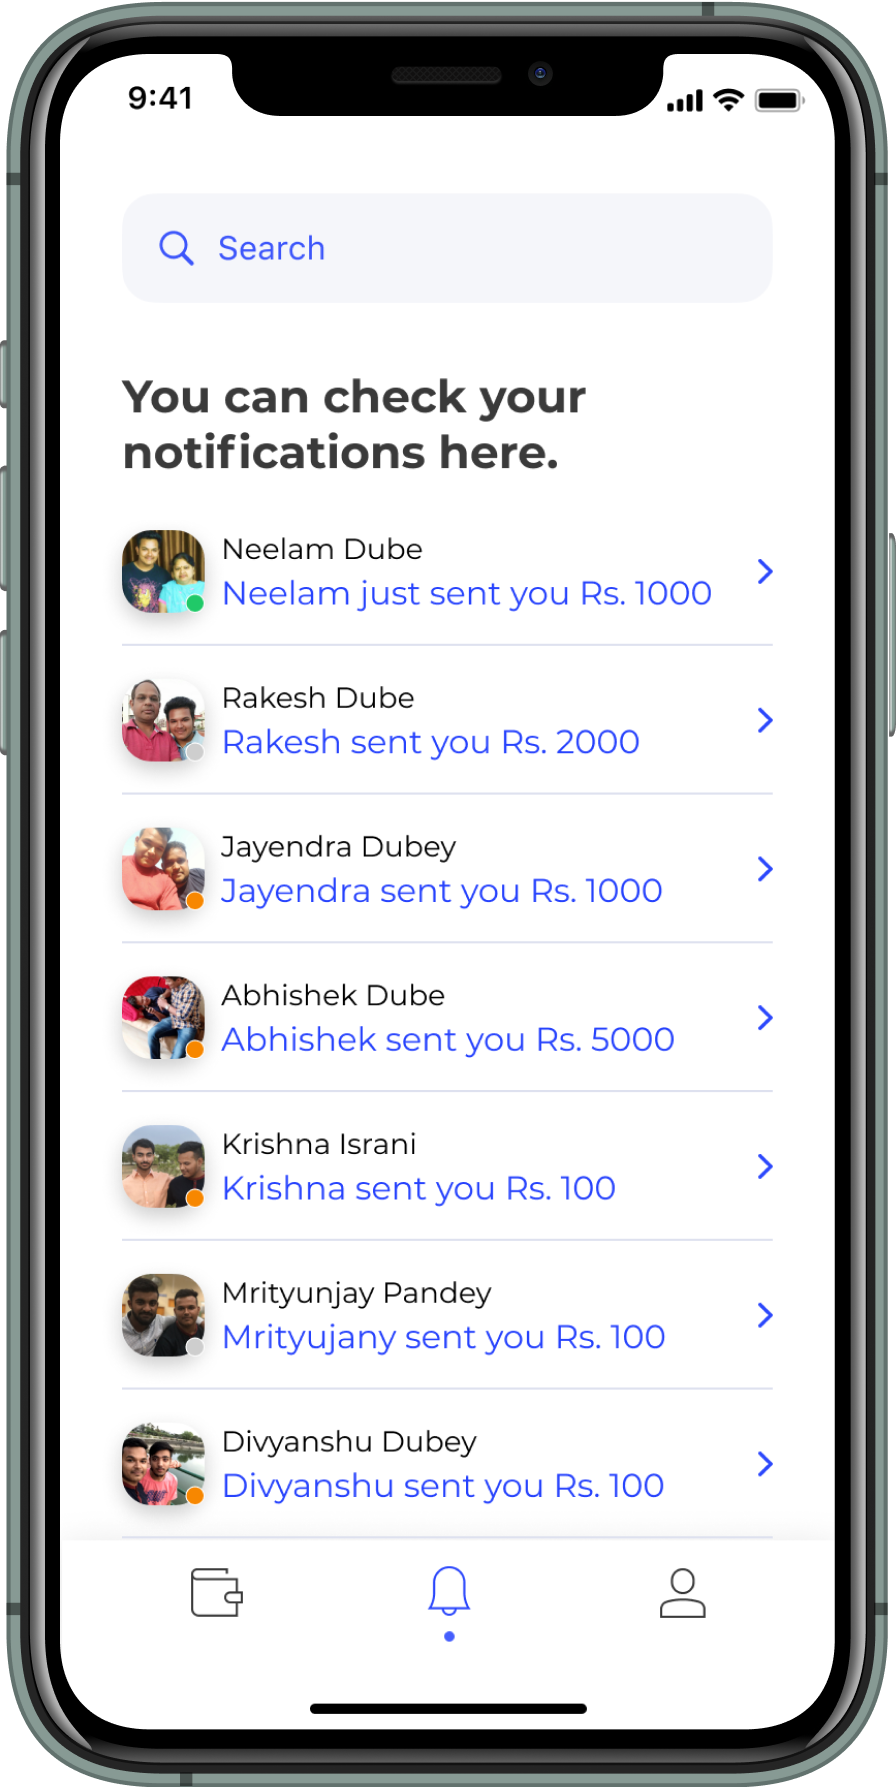 9:41
Search
You can check your
notifications here.
Neelam Dube
Neelam just sent you Rs. 1000
Rakesh Dube
Rakesh sent you Rs. 2000
Jayendra Dubey
Jayendra sent you Rs. 1000
Abhishek Dube
Abhishek sent you Rs. 5000
Krishna Israni
Krishna sent you Rs. 100
Mrityunjay Pandey
Mrityujany sent you Rs. 100
Divyanshu Dubey
Divyanshu sent you Rs. 100